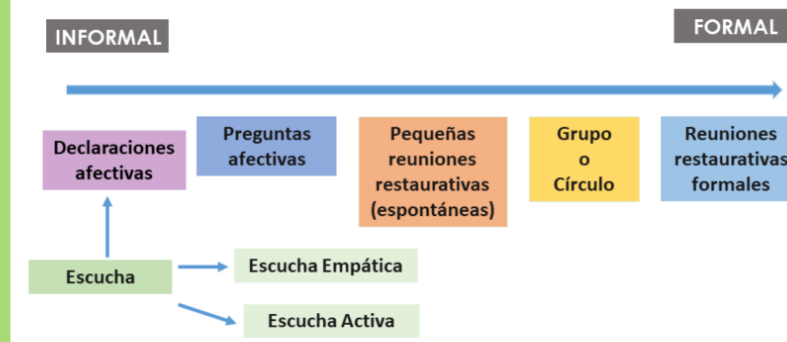 INFORMAL
FORMAL
Declaraciones
afectivas
Preguntas
afectivas
Pequeñas
reuniones
restaurativas
(espontáneas)
Grupo
o
Círculo
Reuniones
restaurativas
formales
Escucha
Escucha Empática
Escucha Activa